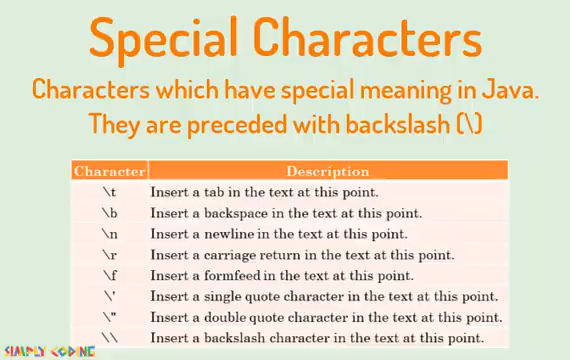 Special Characters
Characters which have special meaning in Java.
They are preceded with backslash (\)
Character Description
\t Insert a tab in the text at this point.
\b Insert a backspace in the text at this point.
\n Insert a newline in the text at this point.
\r Insert a carriage return in the text at this point.
\f Insert a formfeed in the text at this point.
\' Insert a single quote character in the text at this point.
\" Insert a double quote character in the text at this point.
\\ Insert a backslash character in the text at this point.
SIMPLY CODING